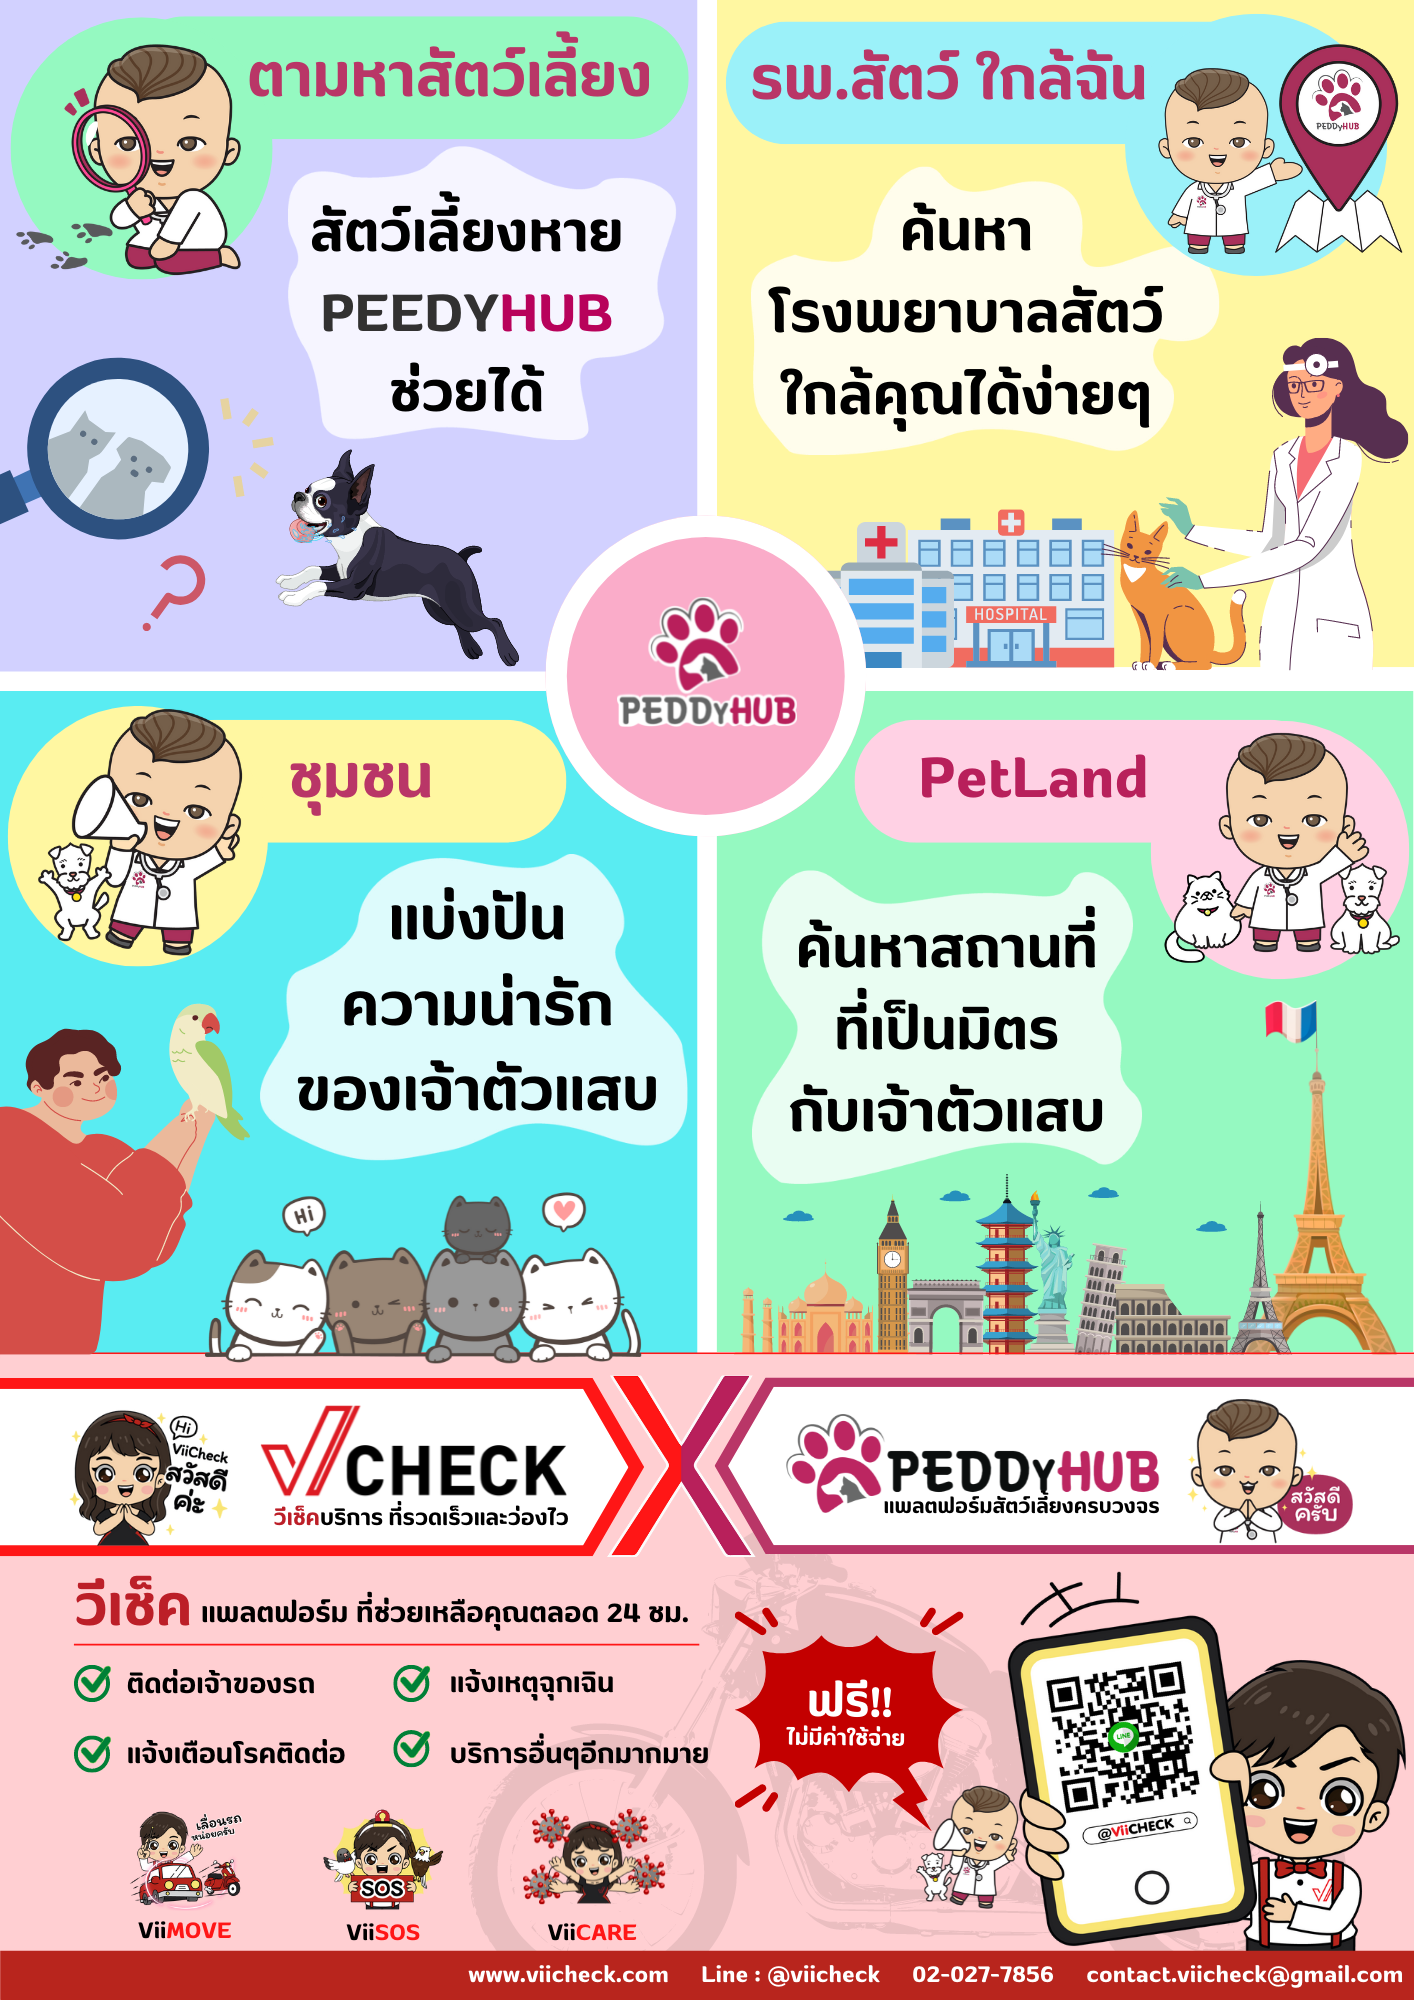 ตามหาสัตว์เลี้ยง
สัตว์เลี้ยงหาย
PEEDYHUB
ช่วยได้
รพ.สัตว์ ใกล้ฉัน
PEDDyHUB
ค้นหา
โรงพยาบาลสัตว์
ใกล้คุณได้ง่ายๆ
HOSPITAL
PEDDyHUB
ชุมชน
แบ่งปัน
ความน่ารัก
ของเจ้าตัวแสบ
Hi
PetLand
ค้นหาสถานที่
ที่เป็นมิตร
กับเจ้าตัวแสบ
Hi
ViiCheck
สวัสดี
ค่ะ
ViiCHECK
วีเช็คบริการ ที่รวดเร็วและว่องไว
PEDDyHUB
แพลตฟอร์มสัตว์เลี้ยงครบวงจร
สวัสดี
ครับ
วีเช็ค แพลตฟอร์ม ที่ช่วยเหลือคุณตลอด 24 ชม.
ติดต่อเจ้าของรถ
แจ้งเหตุฉุกเฉิน
แจ้งเตือนโรคติดต่อ
บริการอื่นๆอีกมากมาย
ฟรี!!
ไม่มีค่าใช้จ่าย
LINE
@ViiCHECK
เลื่อนรถ
หน่อยครับ
SOS
ViiMOVE
ViiSOS
ViiCARE
www.viicheck.com Line : @viicheck 02-027-7856 contact.viicheck@gmail.com